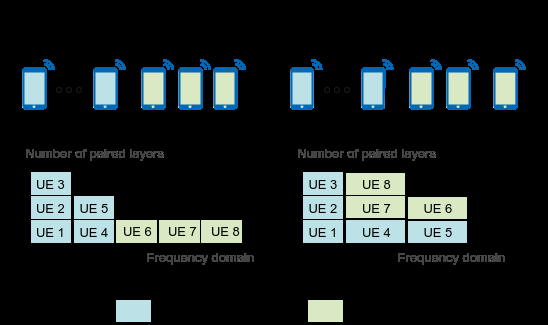 Number of paired layers
UE 3
UE 2 UE 5
UE 1 UE 4 UE 6 UE 7 UE 8
Frequency domain
Number of paired layers
UE 3 UE 8
UE 2 UE 7 UE 6
UE 1 UE 4 UE 5
Frequency domain